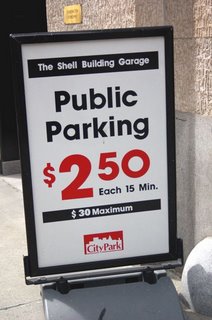 The Shell Building Garage
Public
Parking
$2 50
Each 15 Min.
$30 Maximum
CityPark